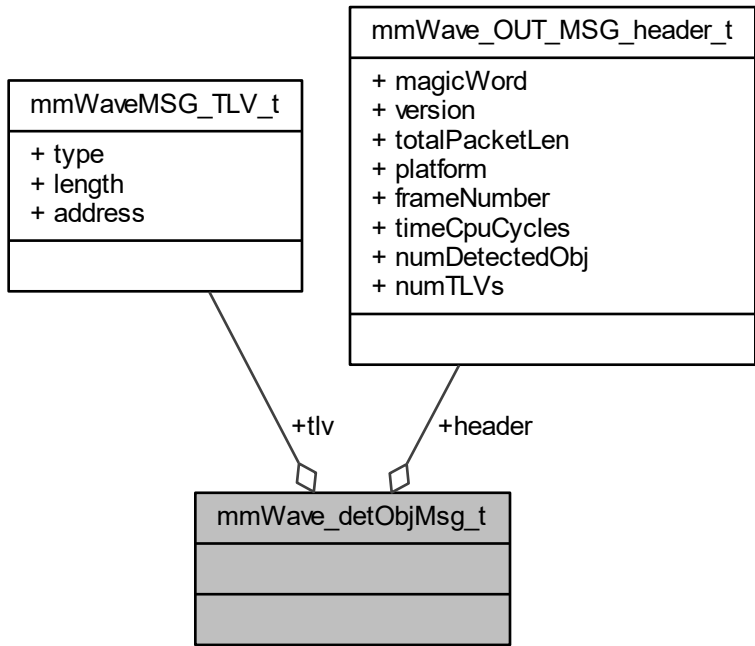 mmWaveMSG_TLV_t
+ type
+ length
+ address
mmWave_OUT_MSG_header_t
+ magicWord
+ version
+ totalPacketLen
+ platform
+ frameNumber
+ timeCpuCycles
+ numDetectedObj
+ numTLVs
+tlv
+header
mmWave_detObjMsg_t